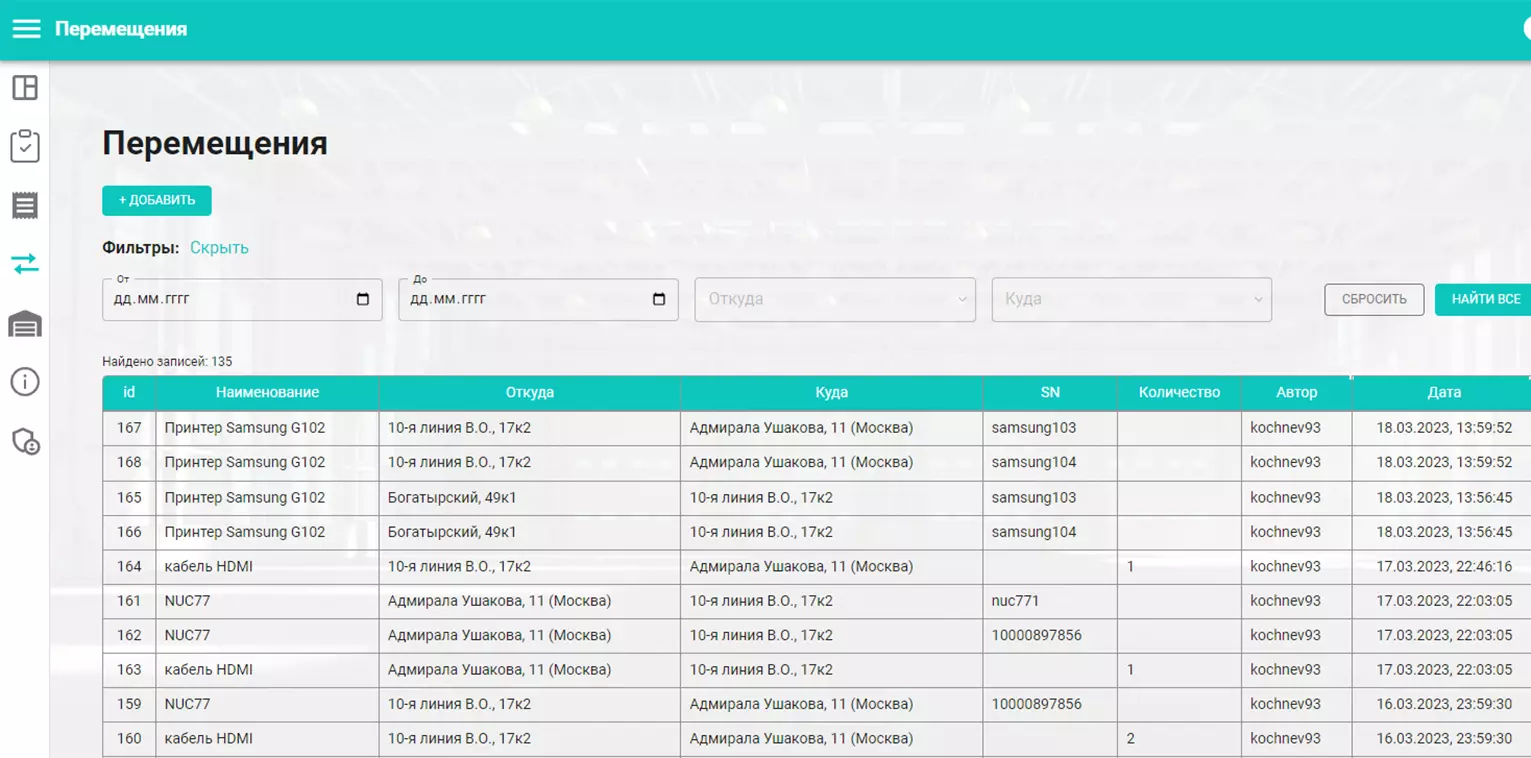 Перемещения
Перемещения
+ ДОБАВИТЬ
Фильтры: Скрыть
От До
дд.мм.гггг дд.мм.гггг Откуда Куда СБРОСИТЬ НАЙТИ ВСЕ
Найдено записей: 135
id Наименование Откуда Куда SN Количество Автор Дата
167 Принтер Samsung G102 10-я линия В.О., 17к2 Адмирала Ушакова, 11 (Москва) samsung103 kochnev93 18.03.2023, 13:59:52
168 Принтер Samsung G102 10-я линия В.О., 17к2 Адмирала Ушакова, 11 (Москва) samsung104 kochnev93 18.03.2023, 13:59:52
165 Принтер Samsung G102 Богатырский, 49к1 10-я линия В.О., 17к2 samsung103 kochnev93 18.03.2023, 13:56:45
166 Принтер Samsung G102 Богатырский, 49к1 10-я линия В.О., 17к2 samsung104 kochnev93 18.03.2023, 13:56:45
164 кабель HDMI 10-я линия В.О., 17к2 Адмирала Ушакова, 11 (Москва) 1 kochnev93 17.03.2023, 22:46:16
161 NUC77 Адмирала Ушакова, 11 (Москва) 10-я линия В.О., 17к2 nuc771 kochnev93 17.03.2023, 22:03:05
162 NUC77 Адмирала Ушакова, 11 (Москва) 10-я линия В.О., 17к2 10000897856 kochnev93 17.03.2023, 22:03:05
163 кабель HDMI Адмирала Ушакова, 11 (Москва) 10-я линия В.О., 17к2 1 kochnev93 17.03.2023, 22:03:05
159 NUC77 10-я линия В.О., 17к2 Адмирала Ушакова, 11 (Москва) 10000897856 kochnev93 16.03.2023, 23:59:30
160 кабель HDMI 10-я линия В.О., 17к2 Адмирала Ушакова, 11 (Москва) 2 kochnev93 16.03.2023, 23:59:30